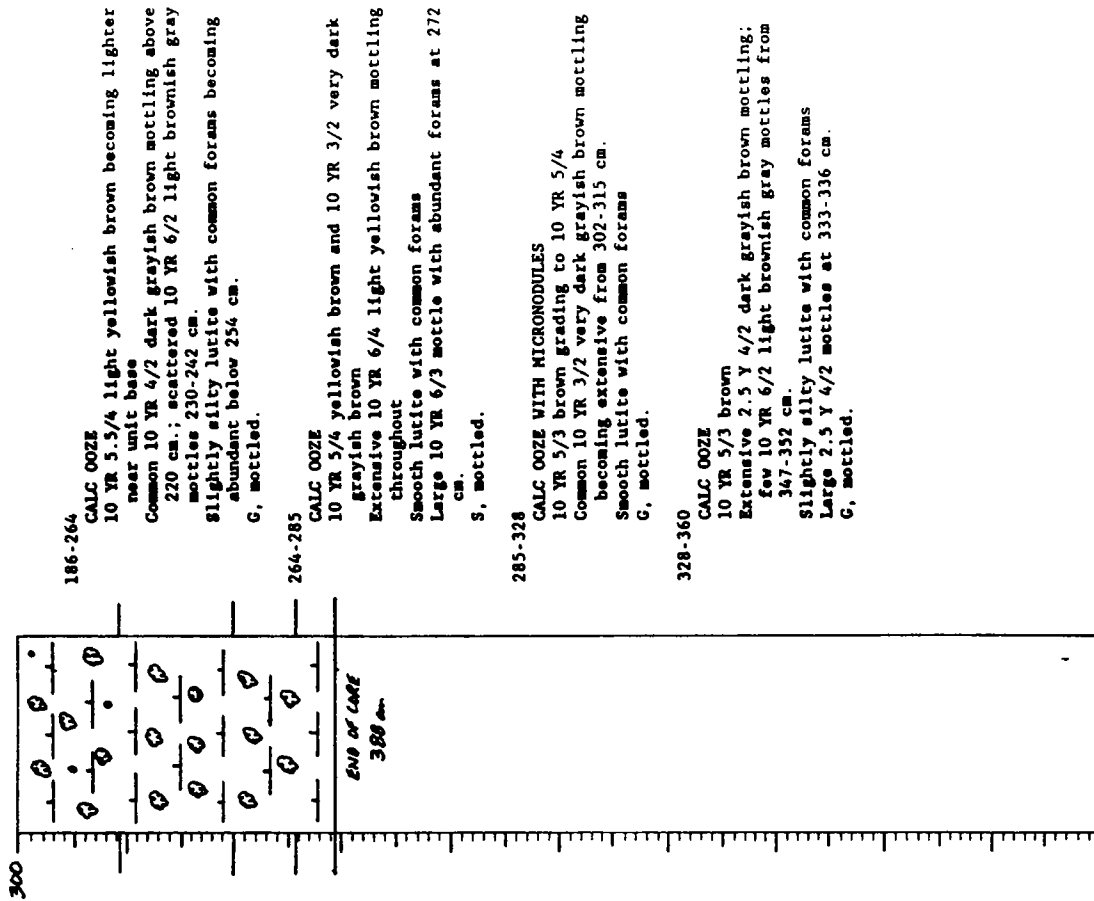 300
END OF CORE
388 cm
186-264
CALC OOZE
10 YR 5.5/4 light yellowish brown becoming lighter
near unit base
Common 10 YR 4/2 dark grayish brown mottling above
220 cm.; scattered 10 YR 6/2 light brownish gray
mottles 230-242 cm.
Slightly silty lutite with common forams becoming
abundant below 254 cm.
G, mottled.
264-285
CALC OOZE
10 YR 5/4 yellowish brown and 10 YR 3/2 very dark
grayish brown
Extensive 10 YR 6/4 light yellowish brown mottling
throughout
Smooth lutite with common forams
Large 10 YR 6/3 mottle with abundant forams at 272
cm.
S, mottled.
285-328
CALC OOZE WITH MICRONODULES
10 YR 5/3 brown grading to 10 YR 5/4
Common 10 YR 3/2 very dark grayish brown mottling
becoming extensive from 302-315 cm.
Smooth lutite with common forams
G, mottled.
328-360
CALC OOZE
10 YR 5/3 brown
Extensive 2.5 Y 4/2 dark grayish brown mottling;
few 10 YR 6/2 light brownish gray mottles from
347-352 cm.
Slightly silty lutite with common forams
Large 2.5 Y 4/2 mottles at 333-336 cm.
G, mottled.